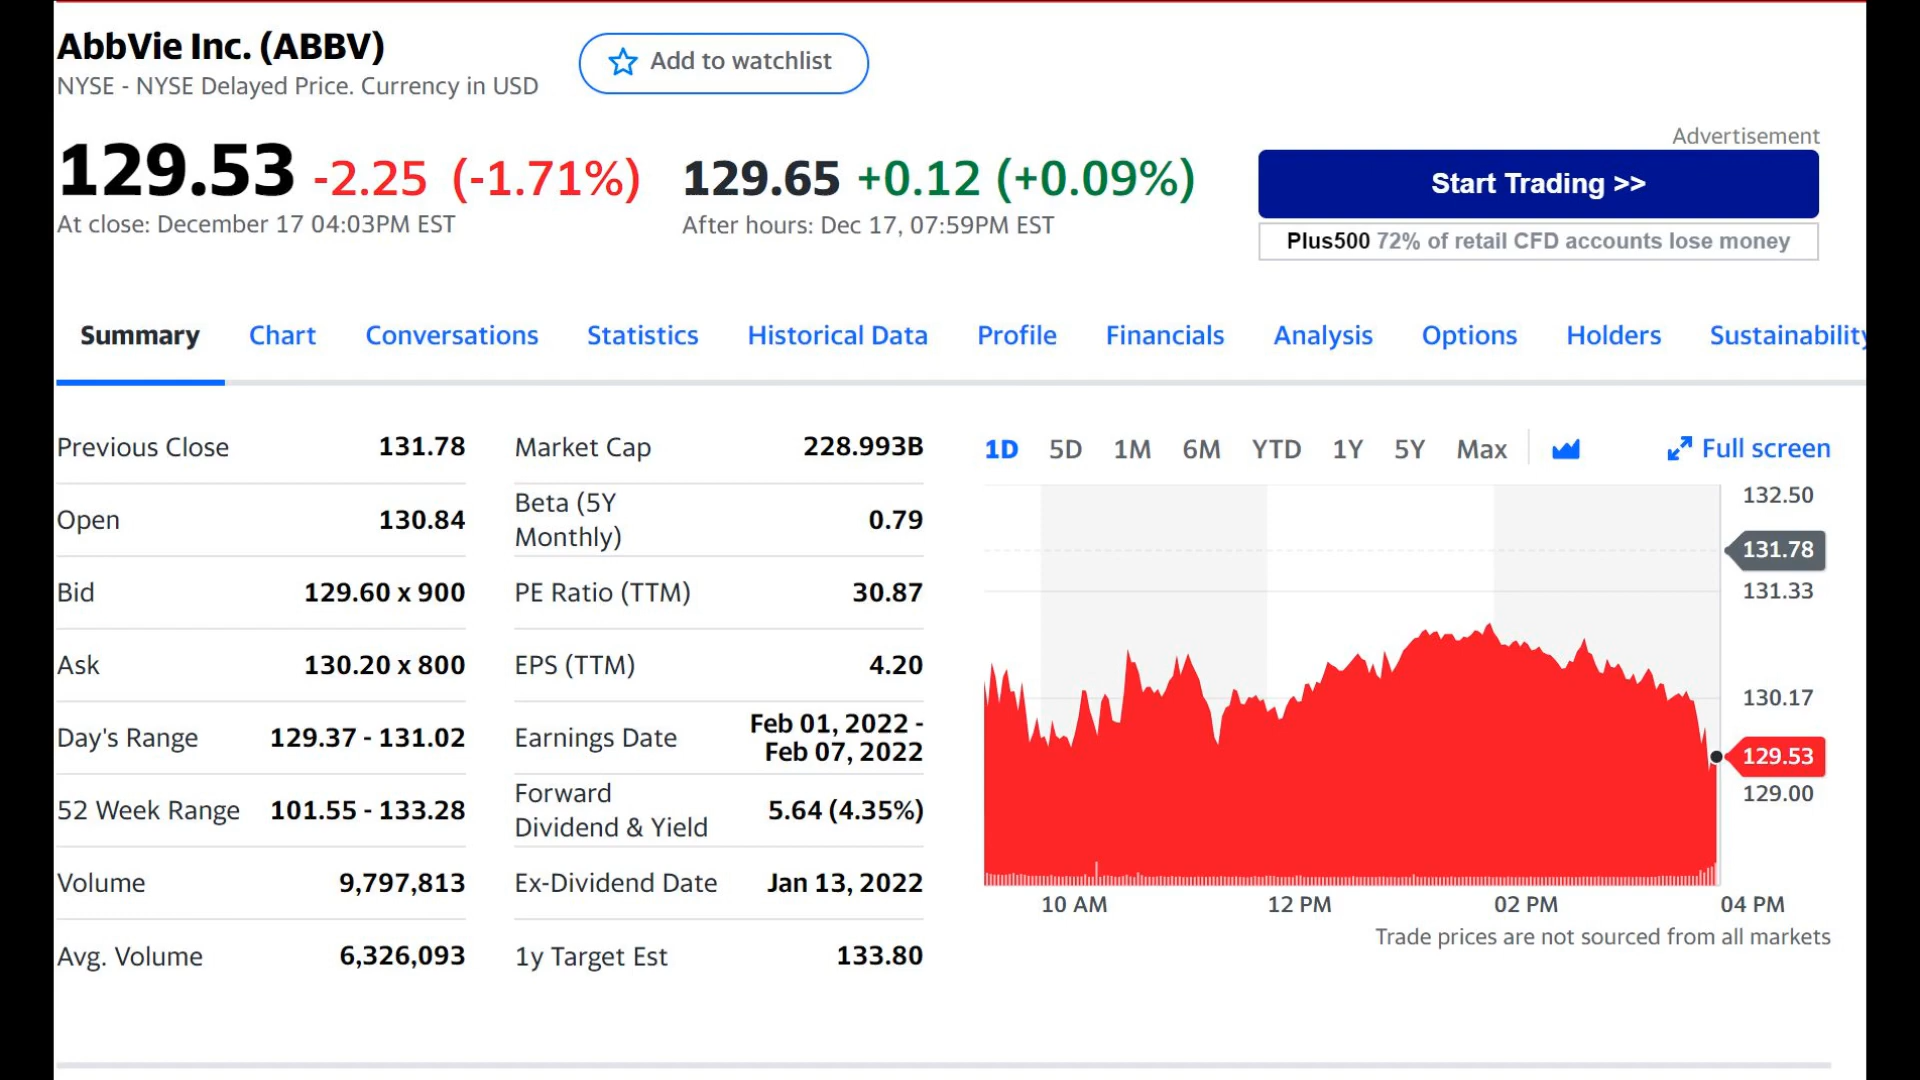 AbbVie Inc. (ABBV)
NYSE - NYSE Delayed Price. Currency in USD
Add to watchlist
129.53 -2.25 (-1.71%)
At close: December 17 04:03PM EST
129.65 +0.12 (+0.09%)
After hours: Dec 17, 07:59PM EST
Advertisement
Start Trading >>
Plus500 72% of retail CFD accounts lose money
Summary Chart Conversations Statistics Historical Data Profile Financials Analysis Options Holders Sustainability
Previous Close 131.78
Open 130.84
Bid 129.60 x 900
Ask 130.20 x 800
Day's Range 129.37 - 131.02
52 Week Range 101.55 - 133.28
Volume 9,797,813
Avg. Volume 6,326,093
Market Cap 228.993B
Beta (5Y
Monthly) 0.79
PE Ratio (TTM) 30.87
EPS (TTM) 4.20
Earnings Date Feb 01, 2022 -
Feb 07, 2022
Forward
Dividend & Yield 5.64 (4.35%)
Ex-Dividend Date Jan 13, 2022
1y Target Est 133.80
1D 5D 1M 6M YTD 1Y 5Y Max Full screen
132.50
131.78
131.33
130.17
129.53
129.00
10 AM 12 PM 02 PM 04 PM
Trade prices are not sourced from all markets